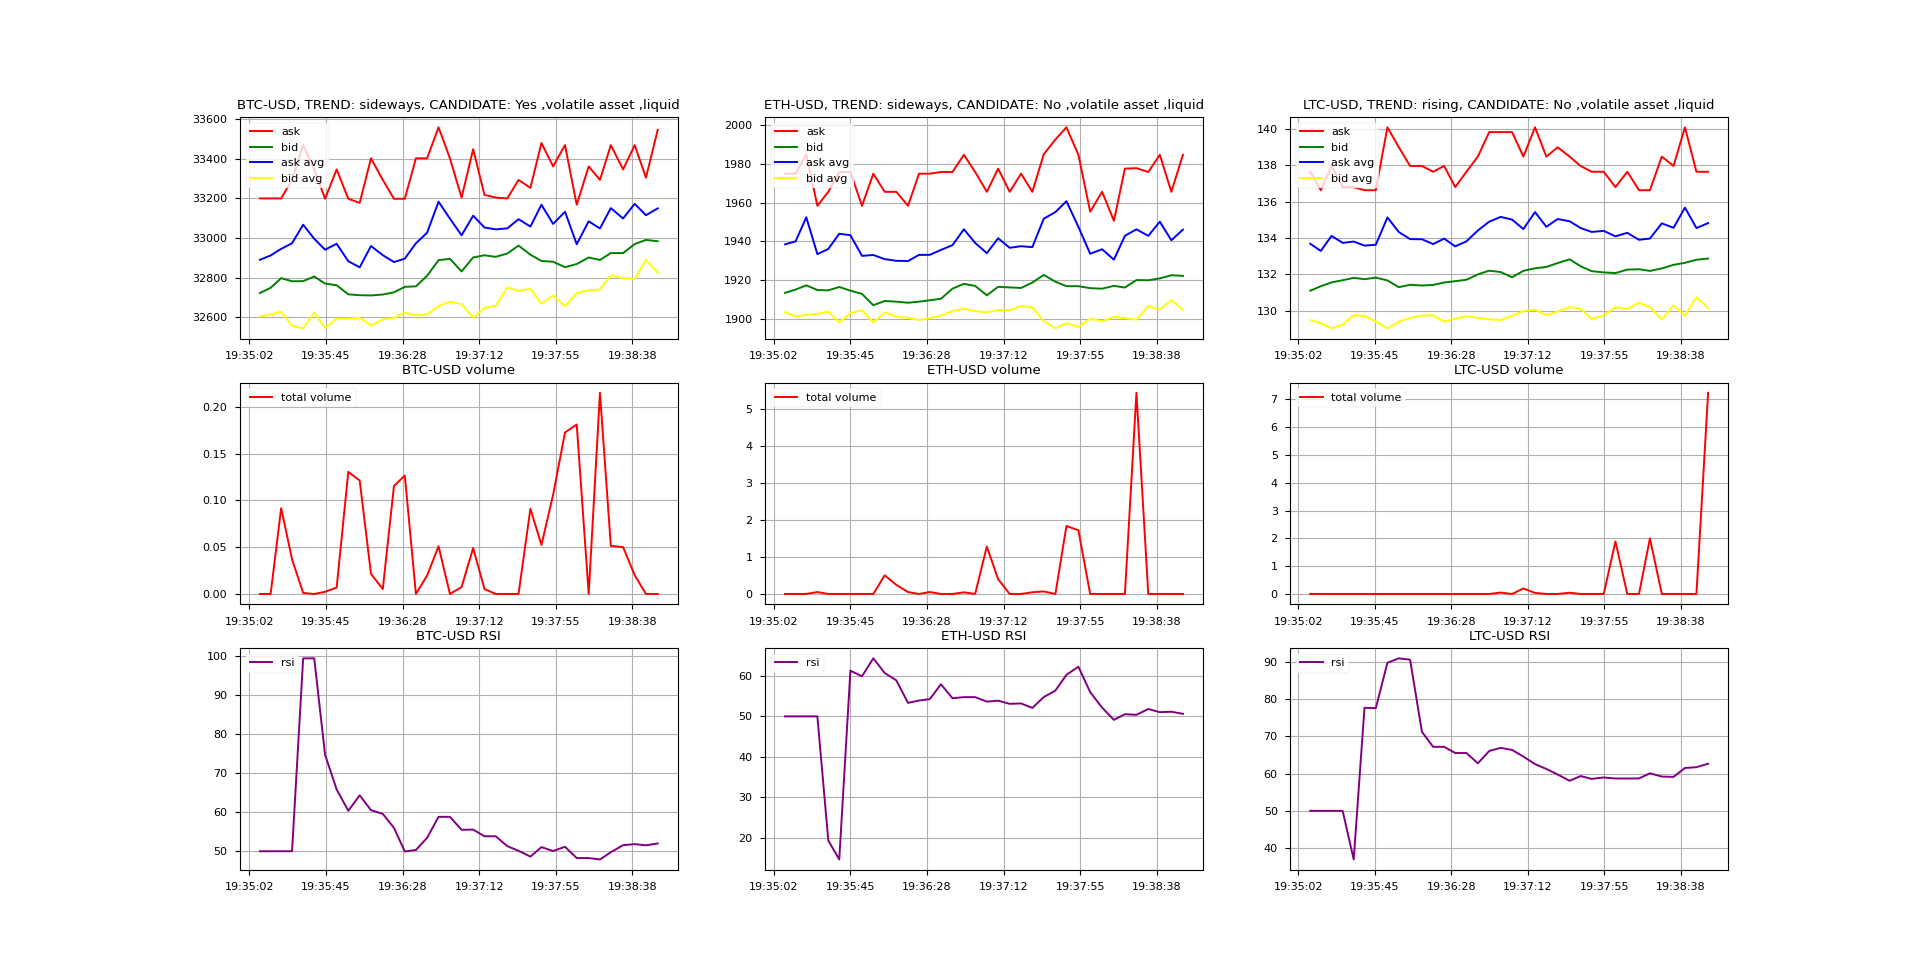 BTC-USD, TREND: sideways, CANDIDATE: Yes ,volatile asset ,liquid
33600
33400
33200
33000
32800
32600
ask
bid
ask avg
bid avg
19:35:02 19:35:45 19:36:28 19:37:12 19:37:55 19:38:38
ETH-USD, TREND: sideways, CANDIDATE: No ,volatile asset ,liquid
2000
1980
1960
1940
1920
1900
ask
bid
ask avg
bid avg
19:35:02 19:35:45 19:36:28 19:37:12 19:37:55 19:38:38
LTC-USD, TREND: rising, CANDIDATE: No ,volatile asset ,liquid
140
138
136
134
132
130
ask
bid
ask avg
bid avg
19:35:02 19:35:45 19:36:28 19:37:12 19:37:55 19:38:38
BTC-USD volume
0.20
0.15
0.10
0.05
0.00
total volume
19:35:02 19:35:45 19:36:28 19:37:12 19:37:55 19:38:38
ETH-USD volume
5
4
3
2
1
0
total volume
19:35:02 19:35:45 19:36:28 19:37:12 19:37:55 19:38:38
LTC-USD volume
7
6
5
4
3
2
1
0
total volume
19:35:02 19:35:45 19:36:28 19:37:12 19:37:55 19:38:38
BTC-USD RSI
100
90
80
70
60
50
rsi
19:35:02 19:35:45 19:36:28 19:37:12 19:37:55 19:38:38
ETH-USD RSI
60
50
40
30
20
rsi
19:35:02 19:35:45 19:36:28 19:37:12 19:37:55 19:38:38
LTC-USD RSI
90
80
70
60
50
40
rsi
19:35:02 19:35:45 19:36:28 19:37:12 19:37:55 19:38:38